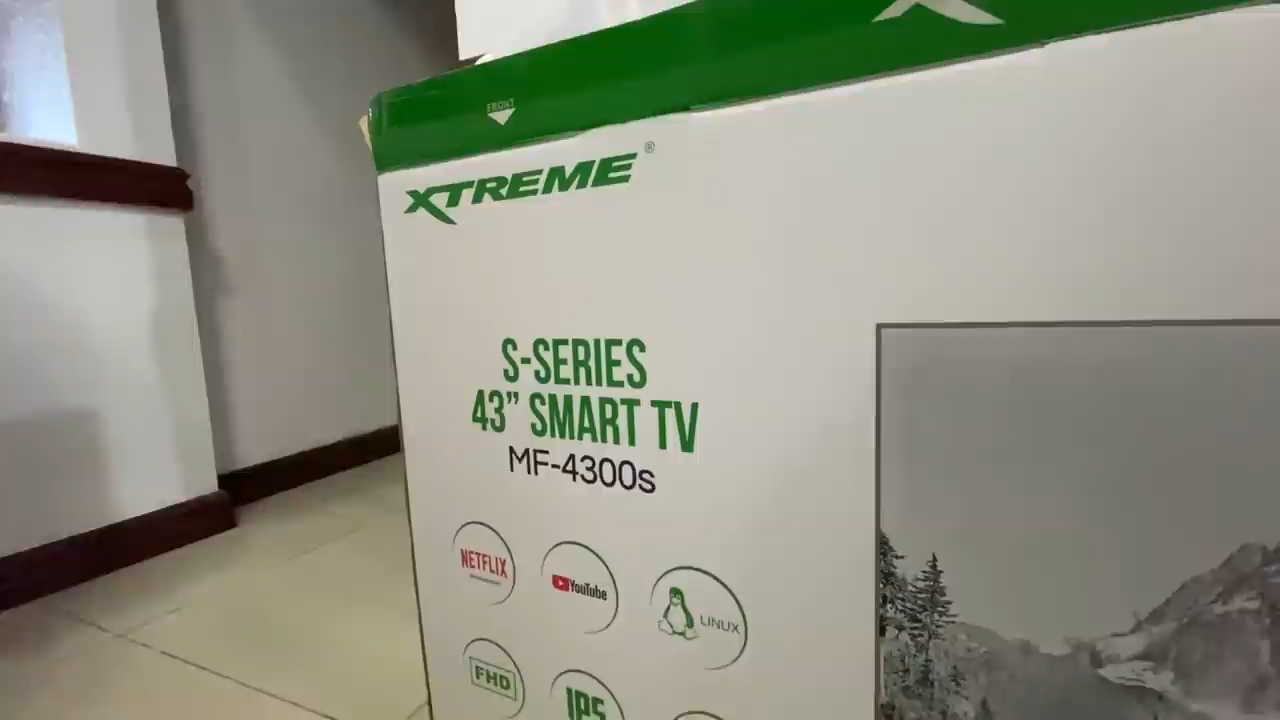 FRONT
XTREME®
S-SERIES
43” SMART TV
MF-4300s
NETFLIX
YouTube
LINUX
FHD
IPS